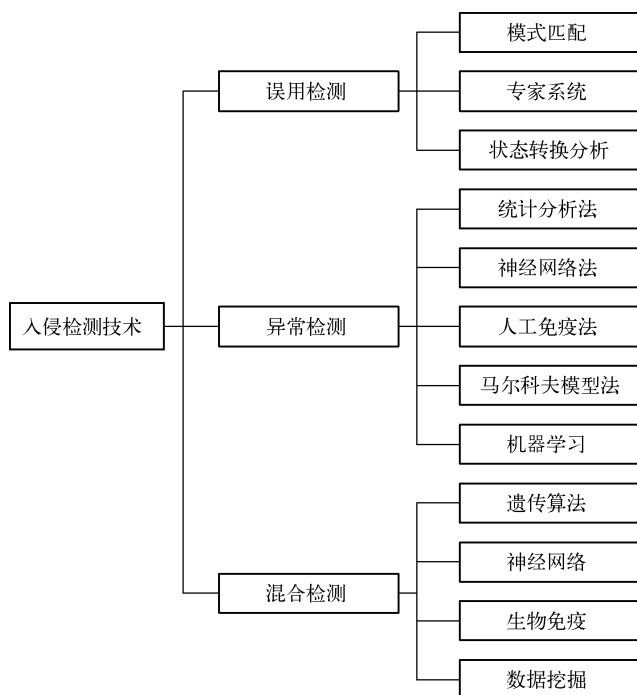 入侵检测技术
误用检测
模式匹配
专家系统
状态转换分析
异常检测
统计分析法
神经网络法
人工免疫法
马尔科夫模型法
机器学习
混合检测
遗传算法
神经网络
生物免疫
数据挖掘